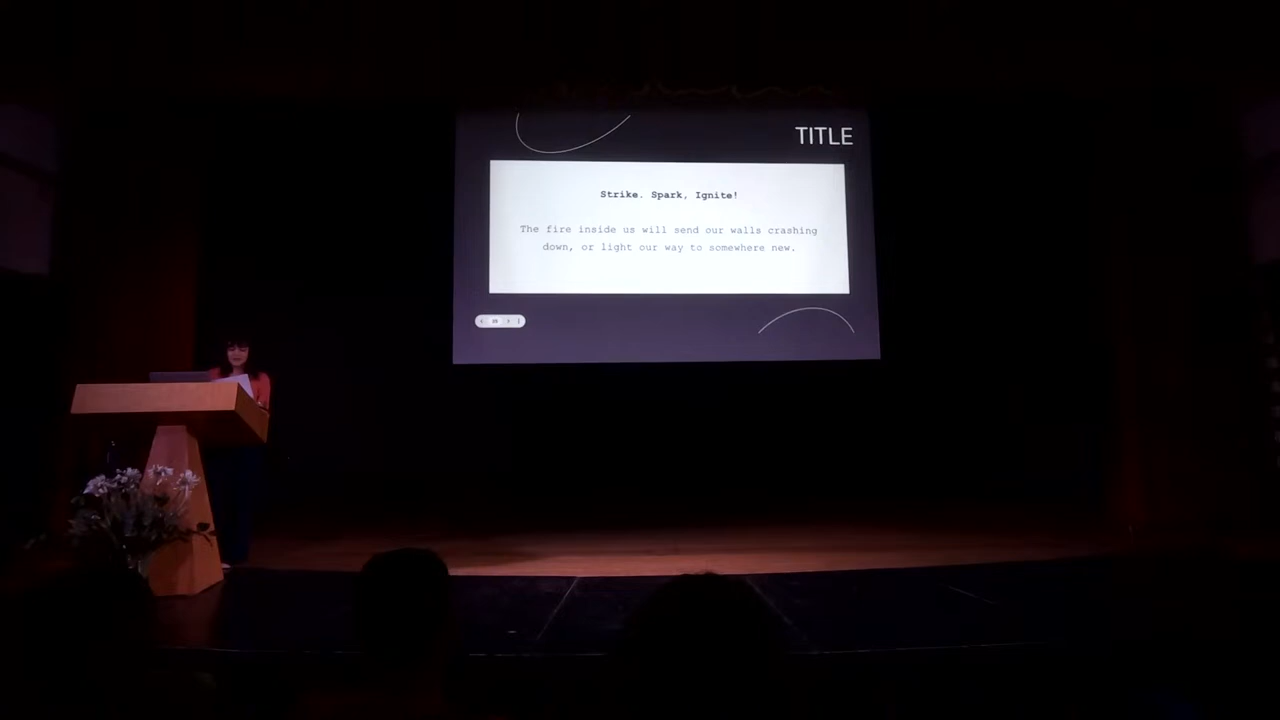 TITLE
Strike. Spark, Ignite!
The fire inside us will send our walls crashing
down, or light our way to somewhere new.